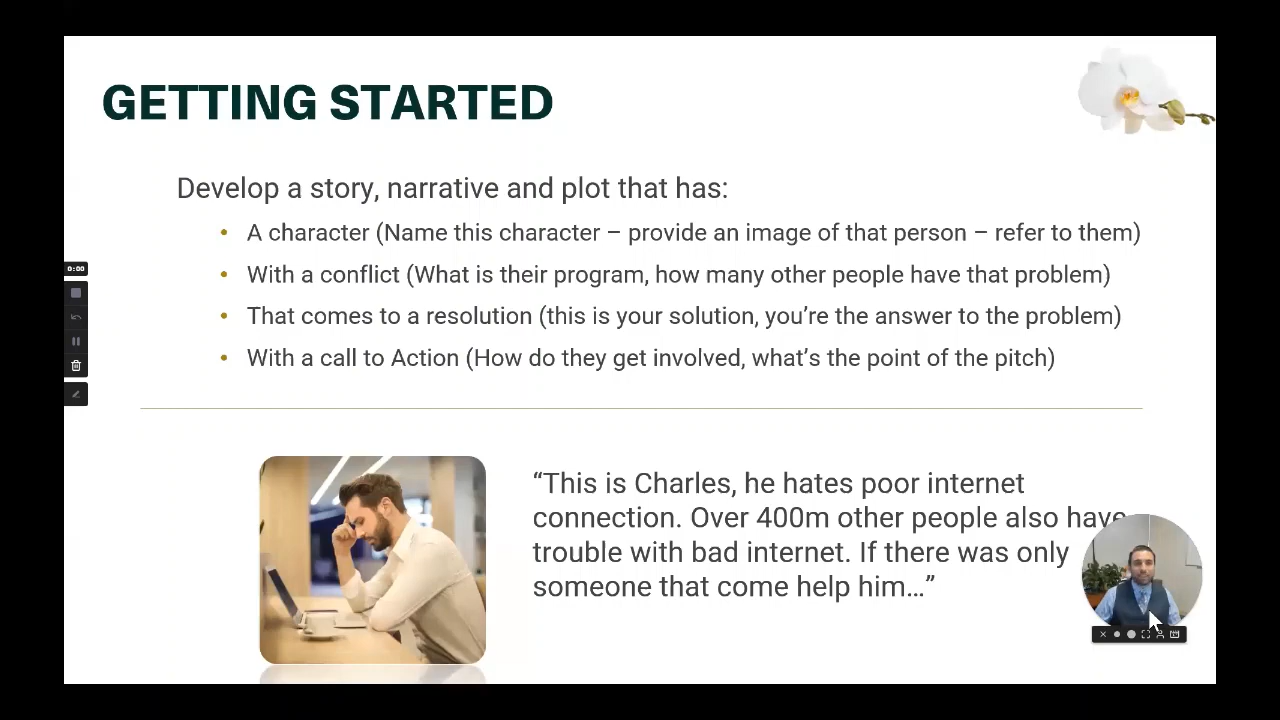 GETTING STARTED
Develop a story, narrative and plot that has:
• A character (Name this character – provide an image of that person – refer to them)
• With a conflict (What is their program, how many other people have that problem)
• That comes to a resolution (this is your solution, you're the answer to the problem)
• With a call to Action (How do they get involved, what's the point of the pitch)
0:00
“This is Charles, he hates poor internet
connection. Over 400m other people also have
trouble with bad internet. If there was only
someone that come help him…”